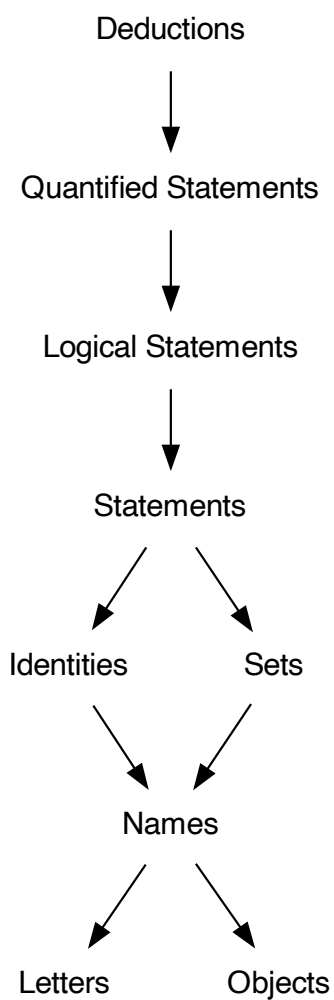 Deductions
Quantified Statements
Logical Statements
Statements
Identities
Sets
Names
Letters
Objects